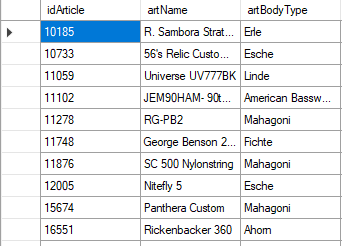 idArticle artName artBodyType
10185 R. Sambora Strat... Erle
10733 56's Relic Custo... Esche
11059 Universe UV777BK Linde
11102 JEM90HAM- 90t... American Bassw...
11278 RG-PB2 Mahagoni
11748 George Benson 2... Fichte
11876 SC 500 Nylonstring Mahagoni
12005 Nitefly 5 Esche
15674 Panthera Custom Mahagoni
16551 Rickenbacker 360 Ahorn